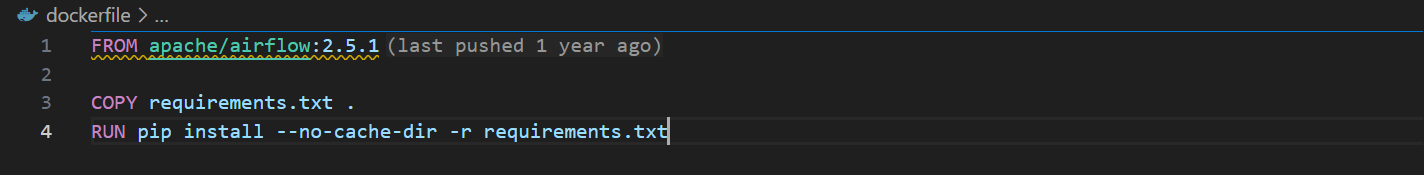 dockerfile > ...
1 FROM apache/airflow:2.5.1 (last pushed 1 year ago)
2
3 COPY requirements.txt .
4 RUN pip install --no-cache-dir -r requirements.txt